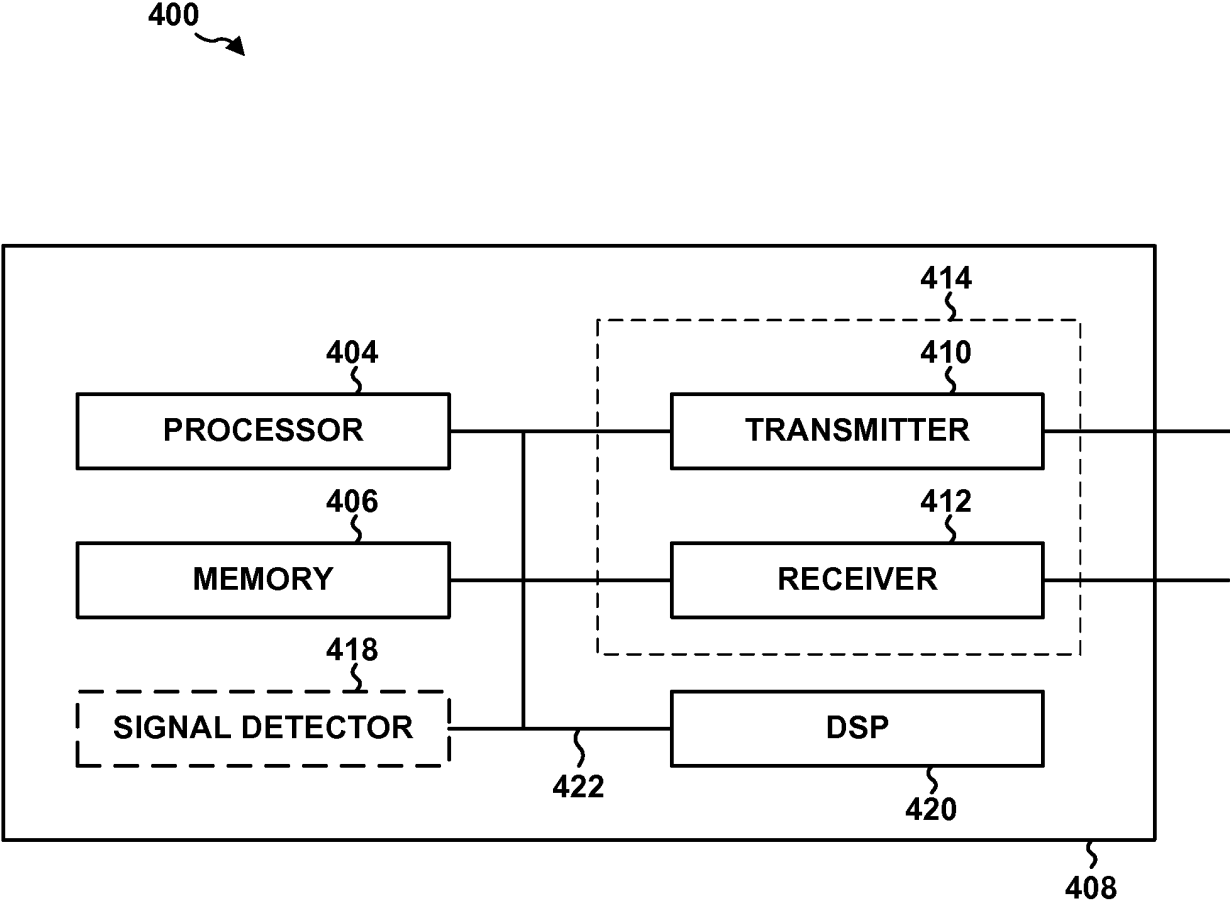 400
414
404
410
PROCESSOR
TRANSMITTER
406
412
MEMORY
RECEIVER
418
SIGNAL DETECTOR
DSP
422
420
408